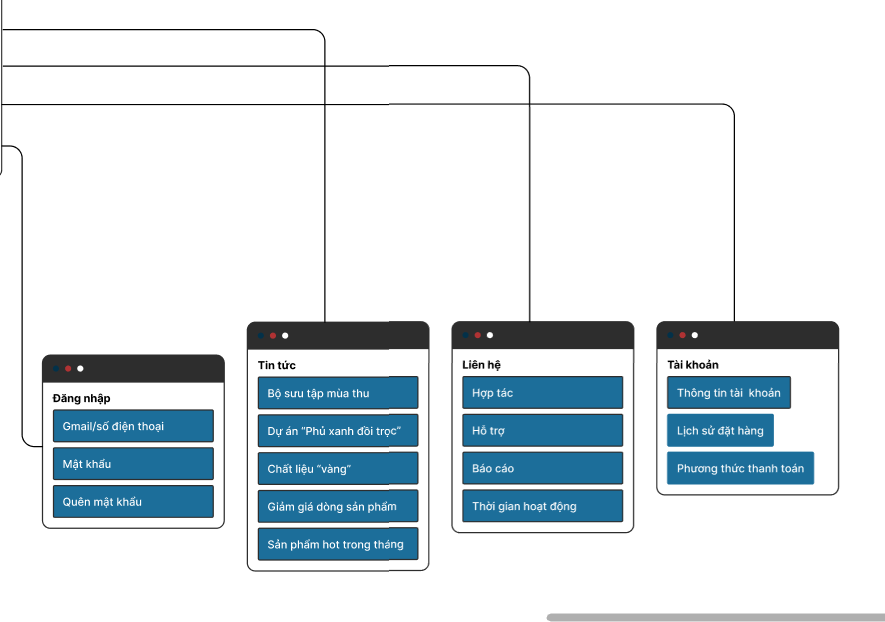 Đăng nhập
Gmail/số điện thoại
Mật khẩu
Quên mật khẩu
Tin tức
Bộ sưu tập mùa thu
Dự án “Phủ xanh đồi trọc”
Chất liệu “vàng”
Giảm giá dòng sản phẩm
Sản phẩm hot trong tháng
Liên hệ
Hợp tác
Hỗ trợ
Báo cáo
Thời gian hoạt động
Tài khoản
Thông tin tài khoản
Lịch sử đặt hàng
Phương thức thanh toán